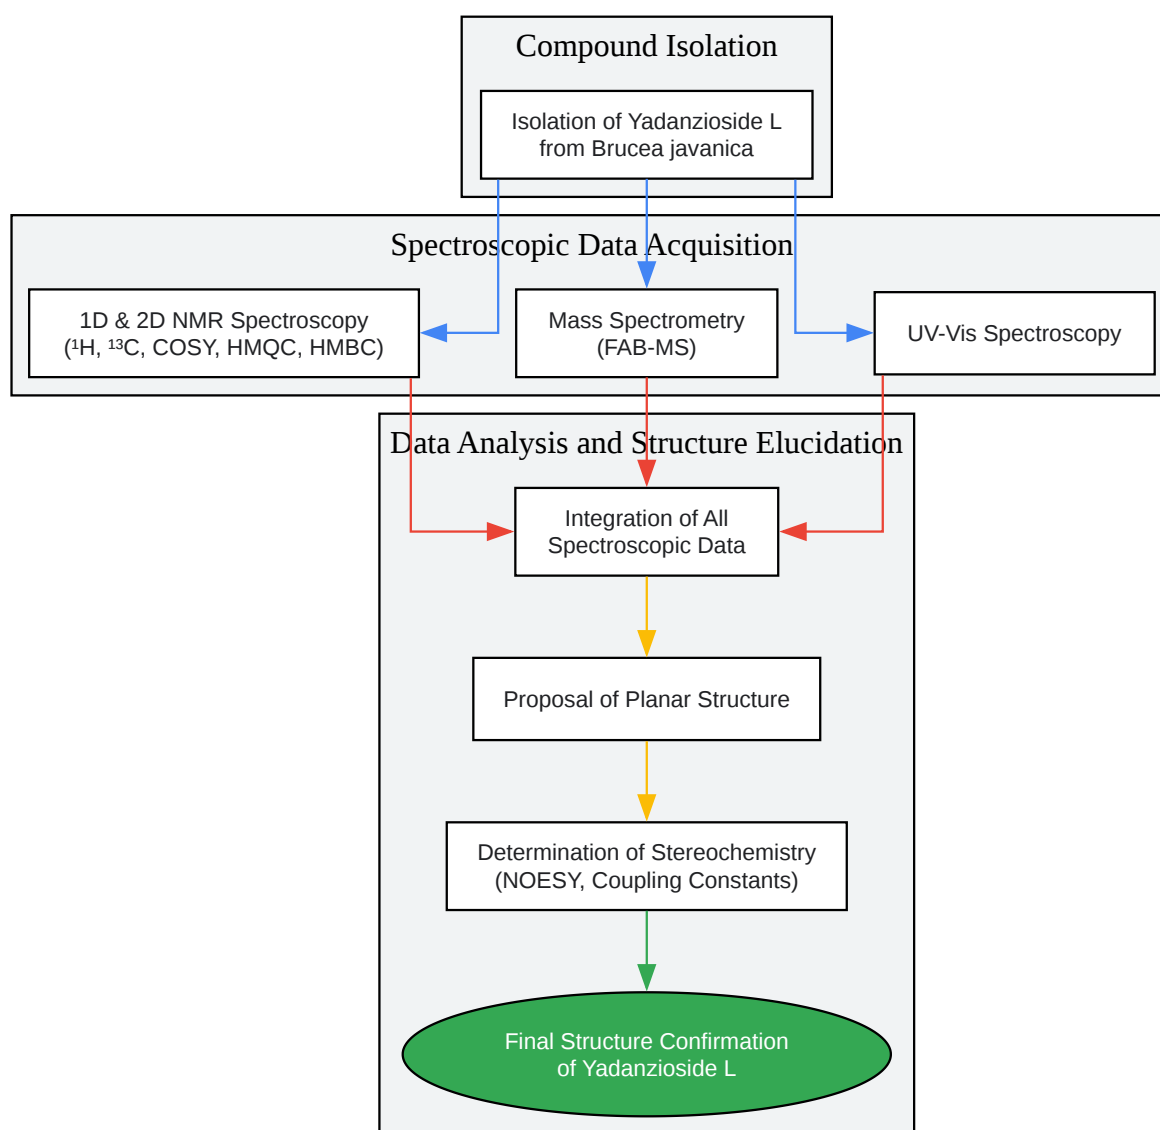 Compound Isolation
Isolation of Yadanzioside L
from Brucea javanica
Spectroscopic Data Acquisition
1D & 2D NMR Spectroscopy
(¹H, ¹³C, COSY, HMQC, HMBC)
Mass Spectrometry
(FAB-MS)
UV-Vis Spectroscopy
Data Analysis and Structure Elucidation
Integration of All
Spectroscopic Data
Proposal of Planar Structure
Determination of Stereochemistry
(NOESY, Coupling Constants)
Final Structure Confirmation
of Yadanzioside L